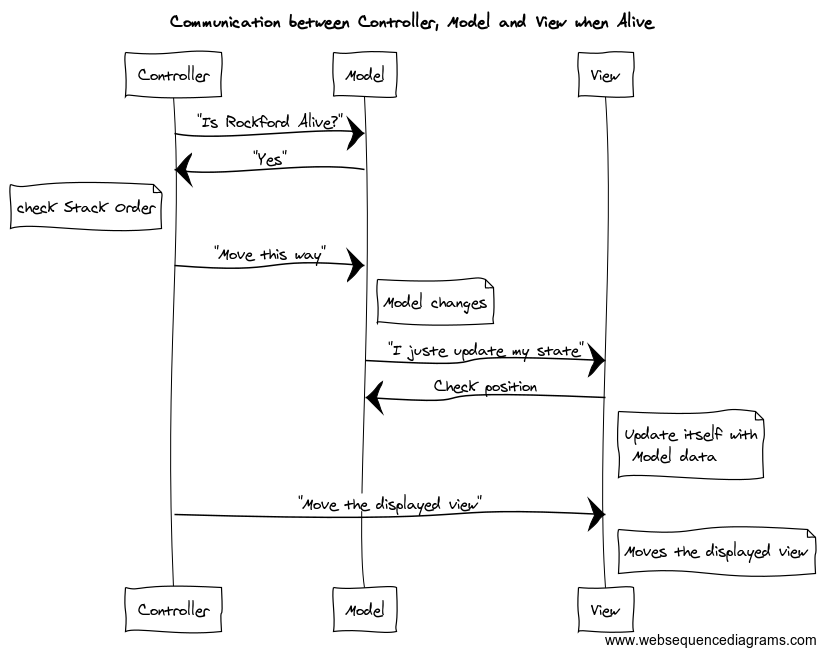 Communication between Controller, Model and View when Alive
Controller
Model
View
"Is Rockford Alive?"
"Yes"
check Stack Order
"Move this way"
Model changes
"I juste update my state"
Check position
Update itself with
Model data
"Move the displayed view"
Moves the displayed view
Controller
Model
View
www.websequencediagrams.com